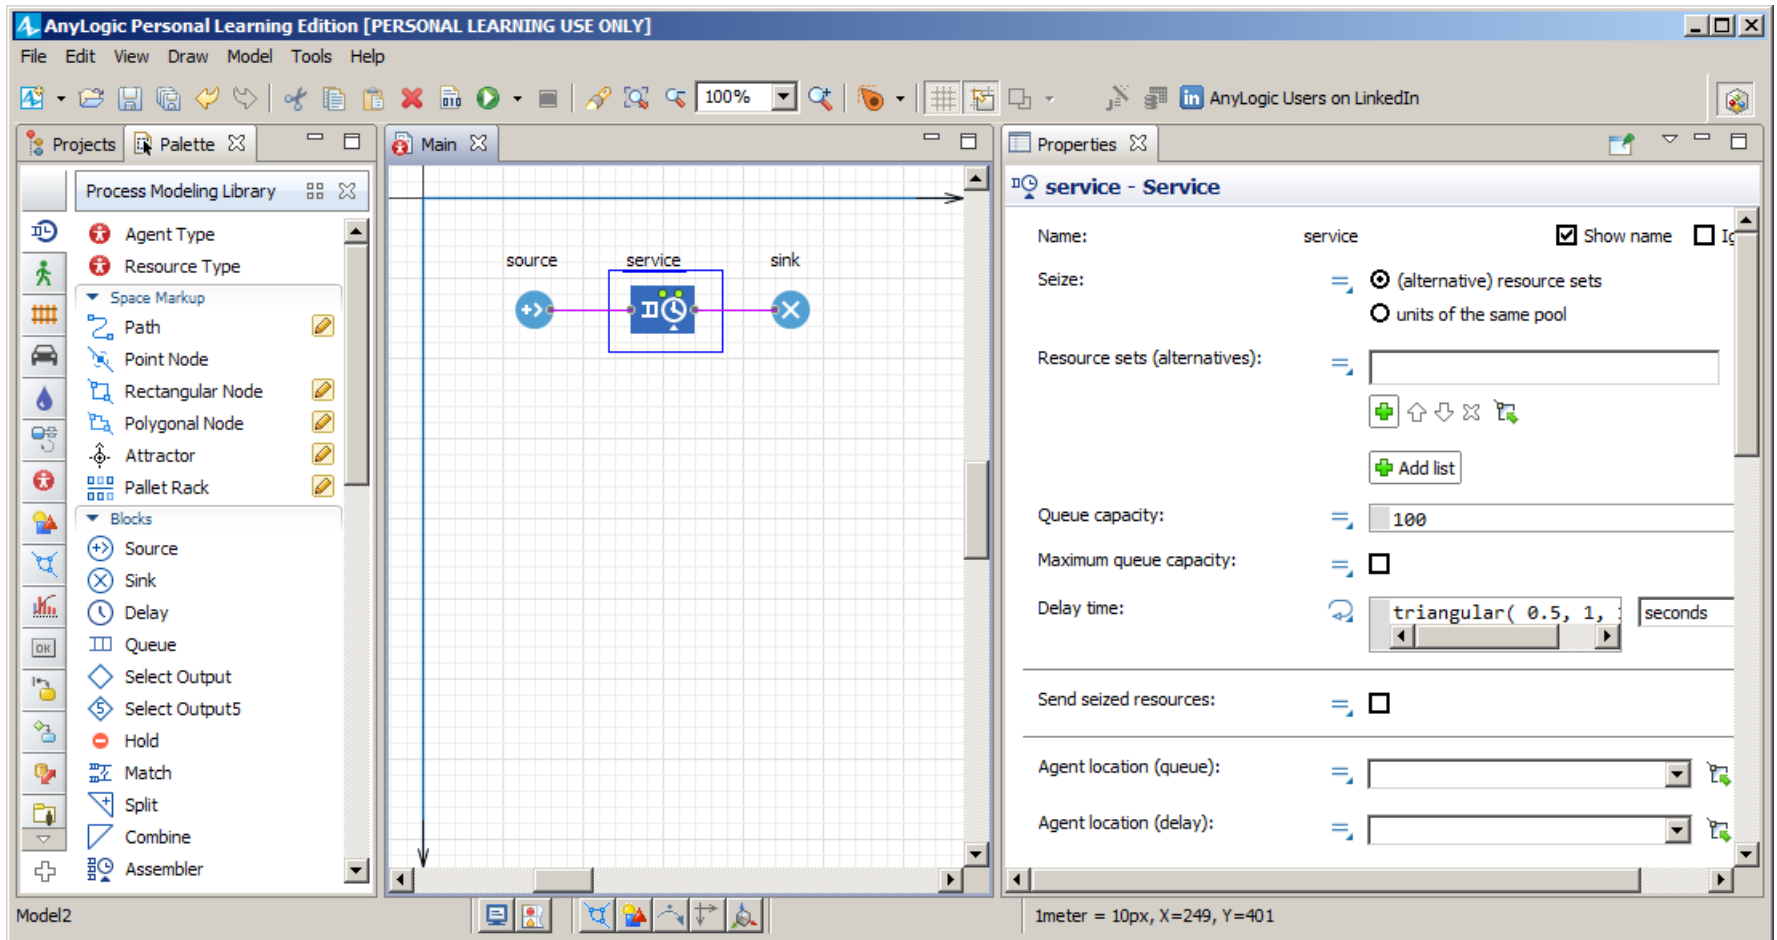 AnyLogic Personal Learning Edition [PERSONAL LEARNING USE ONLY]
File Edit View Draw Model Tools Help
010 100% in AnyLogic Users on LinkedIn
Projects Palette
Main
Properties
Process Modeling Library
Agent Type
Resource Type
Space Markup
Path
Point Node
Rectangular Node
Polygonal Node
Attractor
Pallet Rack
Blocks
Source
Sink
Delay
Queue
Select Output
5 Select Output5
Hold
Match
Split
Combine
Assembler
OK
source service sink
service - Service
Name: service Show name
Seize: (alternative) resource sets
units of the same pool
Resource sets (alternatives):
Add list
Queue capacity: 100
Maximum queue capacity:
Delay time: triangular( 0.5, 1, seconds
Send seized resources:
Agent location (queue):
Agent location (delay):
Model2
1meter = 10px, X=249, Y=401